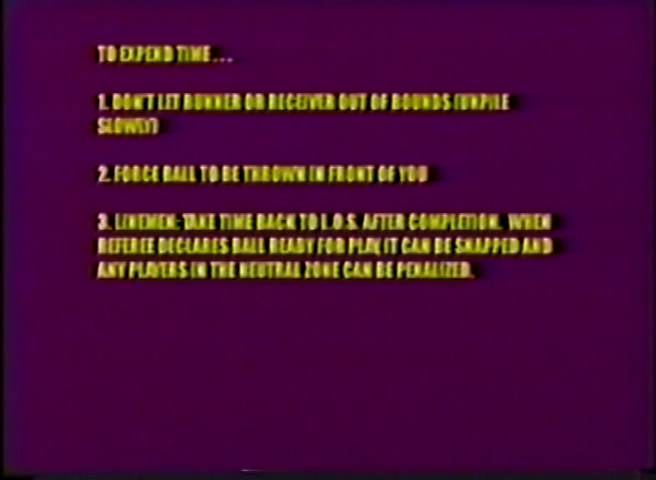 TO EXPEND TIME...
1. DON'T LET RUNNER OR RECEIVER OUT OF BOUNDS (UNPILE
SLOWLY)
2. FORCE BALL TO BE THROWN IN FRONT OF YOU
3. LINEMEN: TAKE TIME BACK TO L.O.S. AFTER COMPLETION. WHEN
REFEREE DECLARES BALL READY FOR PLAY IT CAN BE SNAPPED AND
ANY PLAYERS IN THE NEUTRAL ZONE CAN BE PENALIZED.